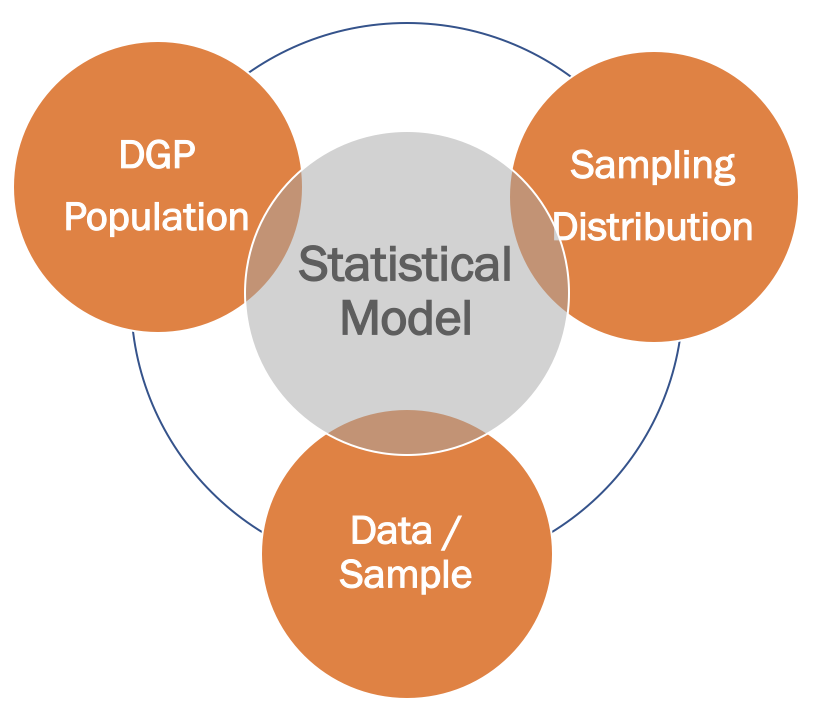 DGP
Population
Sampling
Distribution
Statistical
Model
Data /
Sample